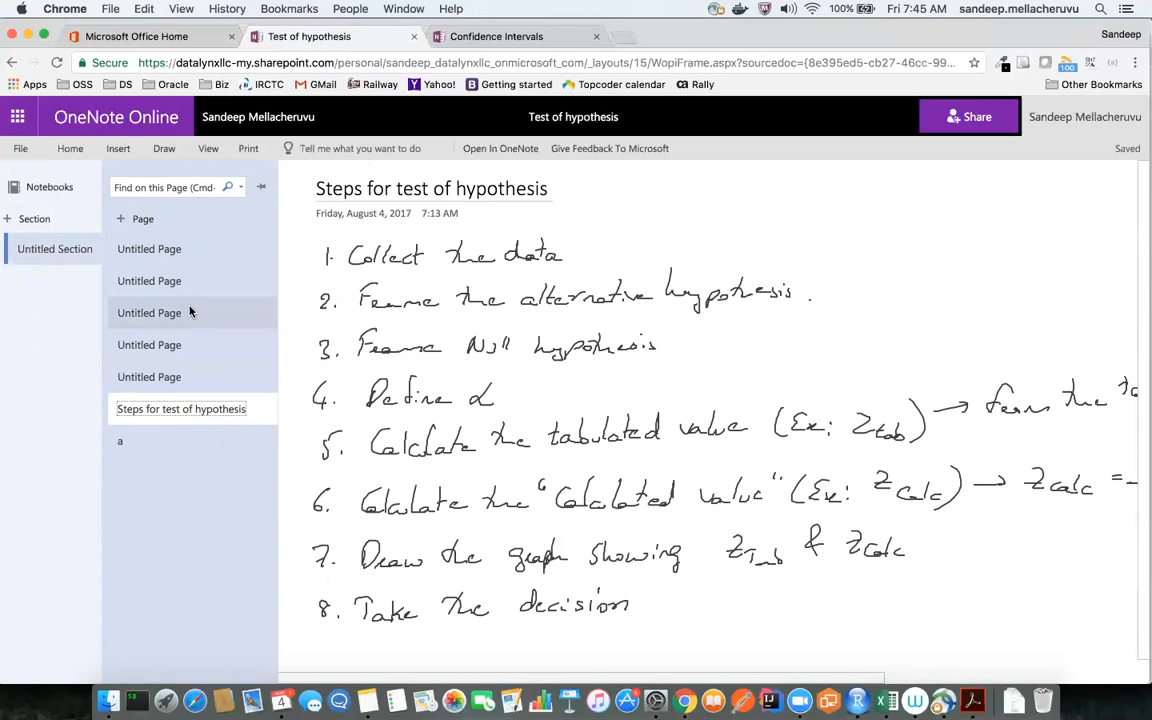 Chrome File Edit View History Bookmarks People Window Help 100% Fri 7:45 AM sandeep.mellacheruvu
Microsoft Office Home Test of hypothesis Confidence Intervals Sandeep
Secure https://datalynxllc-my.sharepoint.com/personal/sandeep_datalynxllc_onmicrosoft_com/_layouts/15/WopiFrame.aspx?sourcedoc={8e395ed5-cb27-46cc-99...
Apps OSS DS Oracle Biz IRCTC GMail Railway Yahoo! Getting started Topcoder calendar Rally Other Bookmarks
OneNote Online Sandeep Mellacheruvu Test of hypothesis Share Sandeep Mellacheruvu
File Home Insert Draw View Print Tell me what you want to do Open In OneNote Give Feedback To Microsoft Saved
Notebooks
+ Section
Untitled Section
Find on this Page (Cmd-
+ Page
Untitled Page
Untitled Page
Untitled Page
Untitled Page
Untitled Page
Steps for test of hypothesis
a
Steps for test of hypothesis
Friday, August 4, 2017 7:13 AM
1. Collect the data
2. Frame the alternative hypothesis.
3. Frame Null hypothesis
4. Define α
5. Calculate the tabulated value (Ex: Ztab) → from the
6. Calculate the "Calculated value" (Ex: Zcalc) → Zcalc =
7. Draw the graph showing ZTab & Zcalc
8. Take the decision